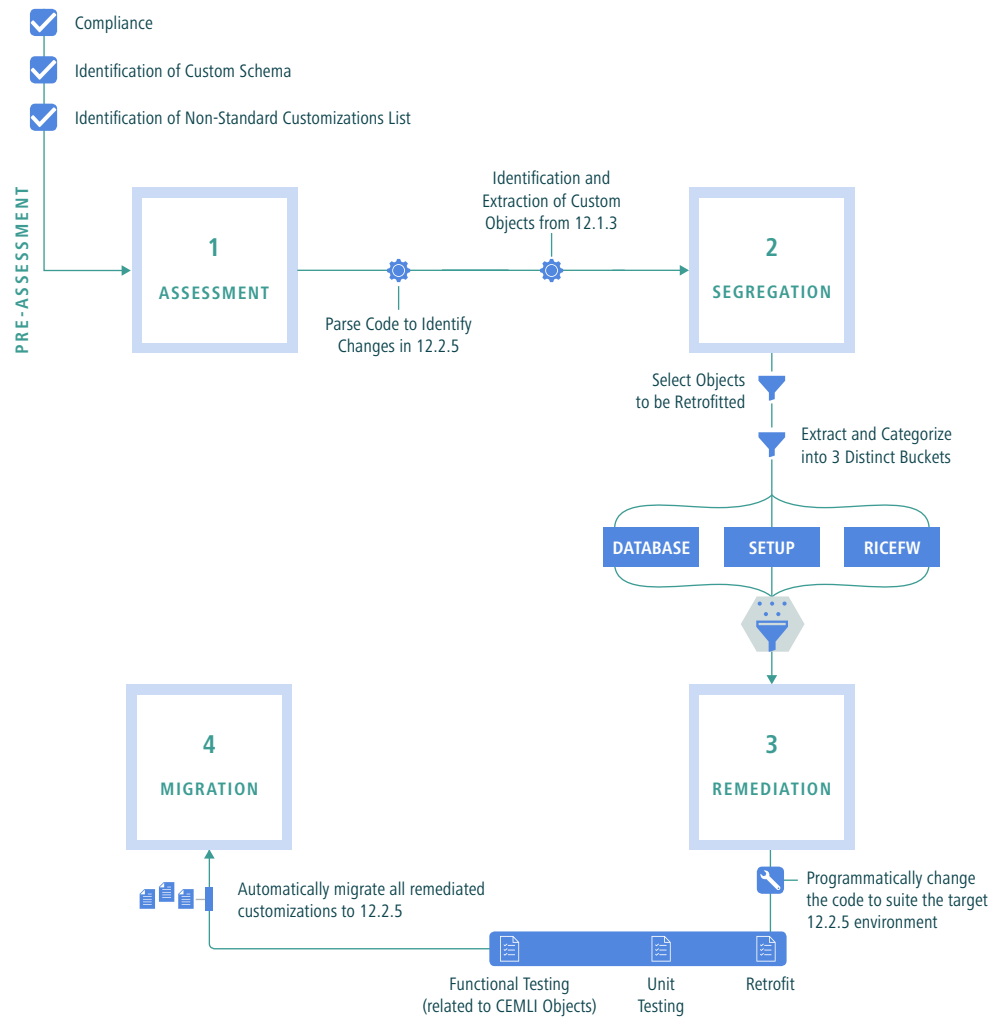 Compliance
Identification of Custom Schema
Identification of Non-Standard Customizations List
PRE-ASSESSMENT
1
ASSESSMENT
Parse Code to Identify
Changes in 12.2.5
Identification and
Extraction of Custom
Objects from 12.1.3
2
SEGREGATION
Select Objects
to be Retrofitted
Extract and Categorize
into 3 Distinct Buckets
DATABASE
SETUP
RICEFW
3
REMEDIATION
Programmatically change
the code to suite the target
12.2.5 environment
Retrofit
Unit
Testing
Functional Testing
(related to CEMLI Objects)
Automatically migrate all remediated
customizations to 12.2.5
4
MIGRATION